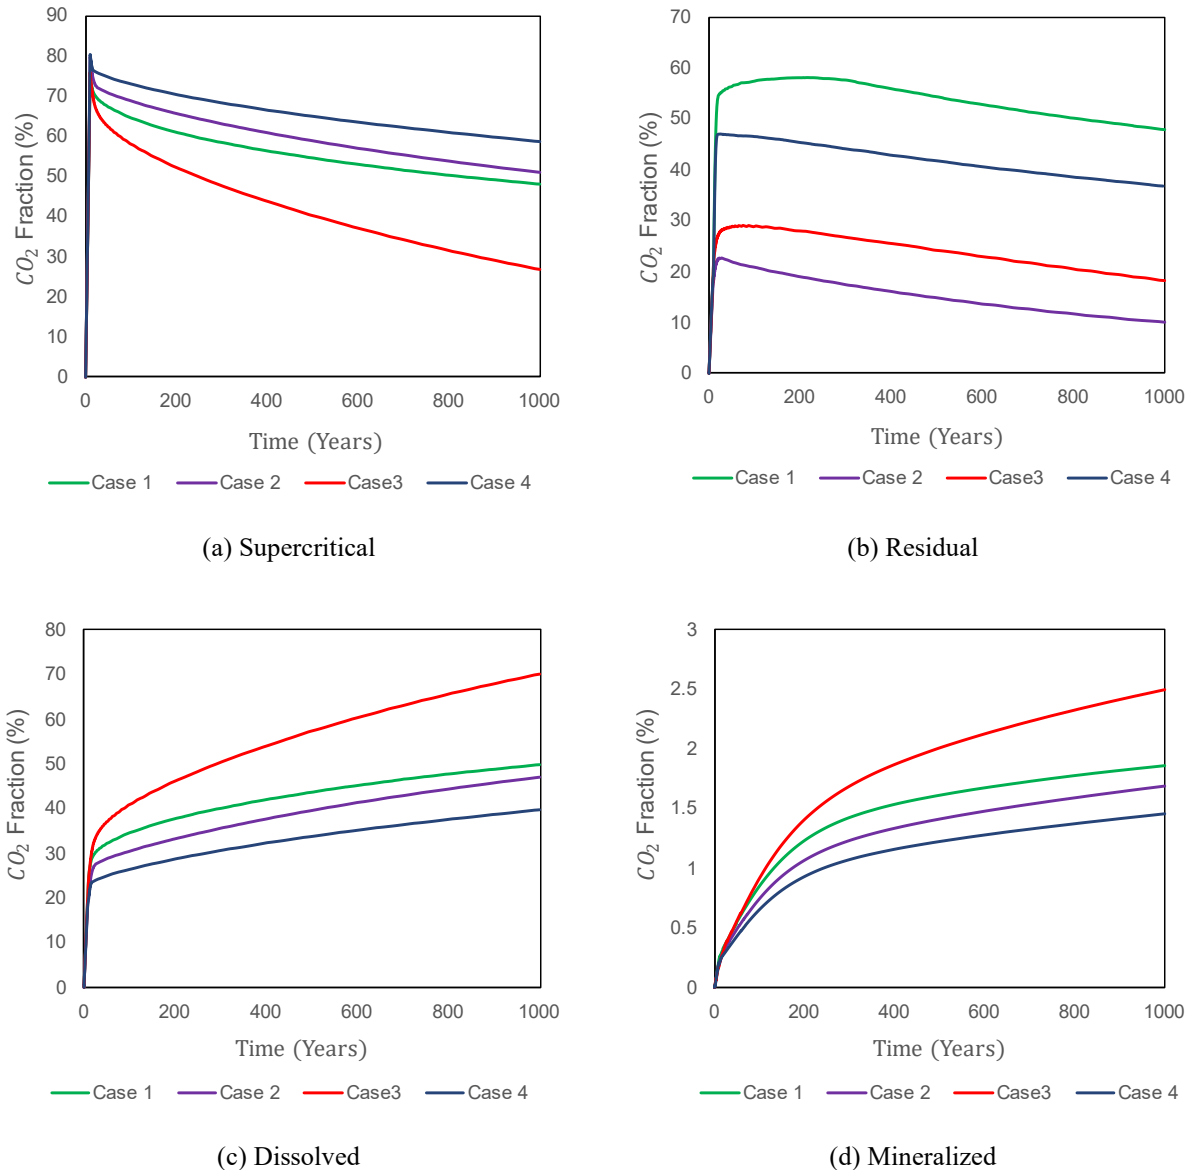 90
80
70
60
50
40
30
20
10
0
0 200 400 600 800 1000
CO₂ Fraction (%)
Time (Years)
Case 1 Case 2 Case3 Case 4
(a) Supercritical
70
60
50
40
30
20
10
0
0 200 400 600 800 1000
CO₂ Fraction (%)
Time (Years)
Case 1 Case 2 Case3 Case 4
(b) Residual
80
70
60
50
40
30
20
10
0
0 200 400 600 800 1000
CO₂ Fraction (%)
Time (Years)
Case 1 Case 2 Case3 Case 4
(c) Dissolved
3
2.5
2
1.5
1
0.5
0
0 200 400 600 800 1000
CO₂ Fraction (%)
Time (Years)
Case 1 Case 2 Case3 Case 4
(d) Mineralized